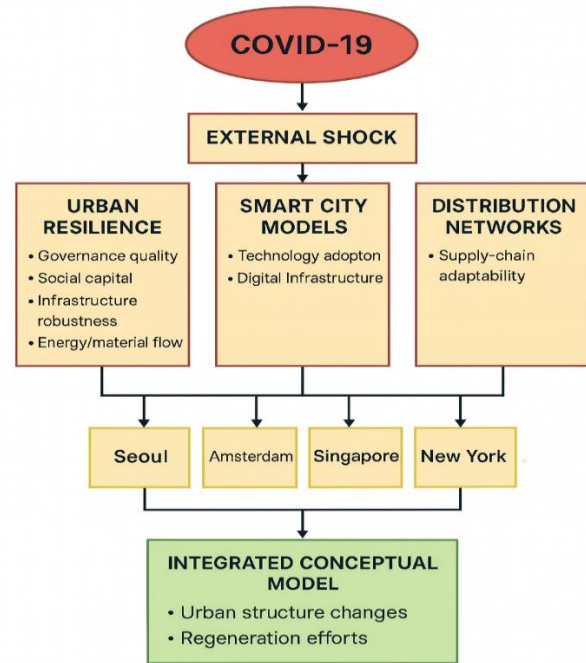 COVID-19
EXTERNAL SHOCK
URBAN
RESILIENCE
• Governance quality
• Social capital
• Infrastructure
robustness
• Energy/material flow
SMART CITY
MODELS
• Technology adopton
• Digital Infrastructure
DISTRIBUTION
NETWORKS
• Supply-chain
adaptability
Seoul
Amsterdam
Singapore
New York
INTEGRATED CONCEPTUAL
MODEL
• Urban structure changes
• Regeneration efforts